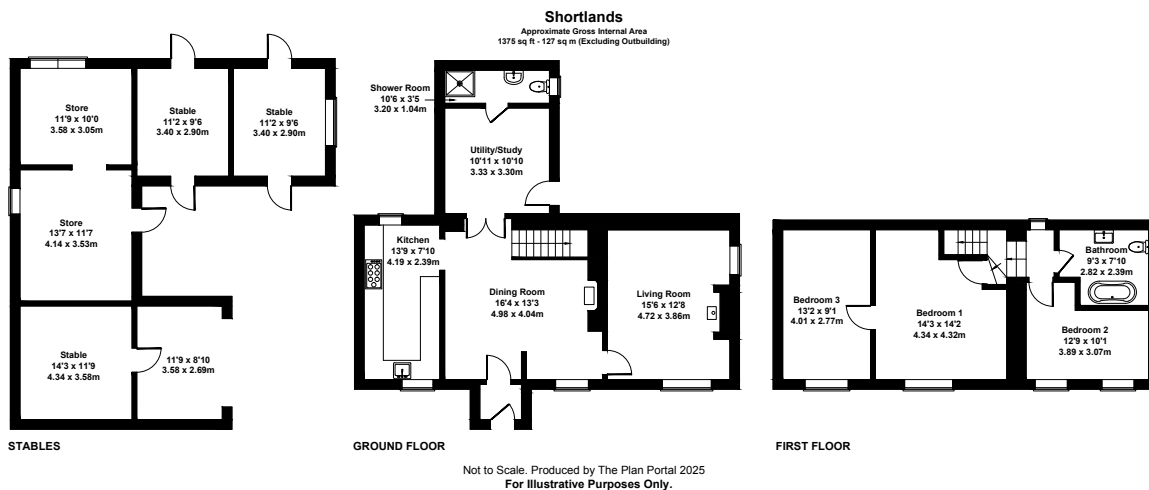 Shortlands
Approximate Gross Internal Area
1375 sq ft - 127 sq m (Excluding Outbuilding)
Store
11'9 x 10'0
3.58 x 3.05m
Stable
11'2 x 9'6
3.40 x 2.90m
Stable
11'2 x 9'6
3.40 x 2.90m
Store
13'7 x 11'7
4.14 x 3.53m
Stable
14'3 x 11'9
4.34 x 3.58m
11'9 x 8'10
3.58 x 2.69m
STABLES
Shower Room
10'6 x 3'5
3.20 x 1.04m
Utility/Study
10'11 x 10'10
3.33 x 3.30m
Kitchen
13'9 x 7'10
4.19 x 2.39m
Dining Room
16'4 x 13'3
4.98 x 4.04m
Living Room
15'6 x 12'8
4.72 x 3.86m
GROUND FLOOR
Bedroom 3
13'2 x 9'1
4.01 x 2.77m
Bedroom 1
14'3 x 14'2
4.34 x 4.32m
Bathroom
9'3 x 7'10
2.82 x 2.39m
Bedroom 2
12'9 x 10'1
3.89 x 3.07m
FIRST FLOOR
Not to Scale. Produced by The Plan Portal 2025
For Illustrative Purposes Only.